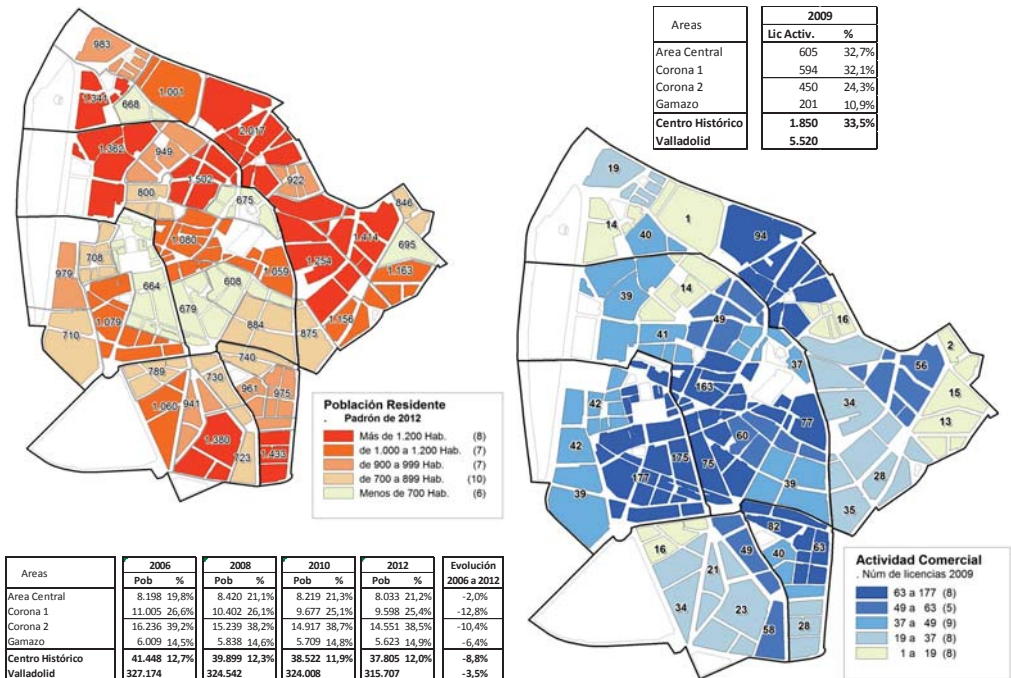 Areas 2009
Lic Activ. %
Area Central 605 32,7%
Corona 1 594 32,1%
Corona 2 450 24,3%
Gamazo 201 10,9%
Centro Histórico 1.850 33,5%
Valladolid 5.520
983
1.341
668
1.001
2.017
1.362
949
1.502
922
800
675
846
1.414
695
708
1.080
1.254
979
1.163
664
1.059
608
679
1.079
1.156
710
884
875
789
740
730
961
975
1.060
941
1.380
723
1.433
Población Residente
. Padrón de 2012
Más de 1.200 Hab. (8)
de 1.000 a 1.200 Hab. (7)
de 900 a 999 Hab. (7)
de 700 a 899 Hab. (10)
Menos de 700 Hab. (6)
19
14
1
40
94
39
14
49
16
41
37
2
56
163
15
42
34
13
77
60
42
175
75
177
28
39
39
35
82
16
49
40
63
21
34
23
58
28
Actividad Comercial
. Núm de licencias 2009
63 a 177 (8)
49 a 63 (5)
37 a 49 (9)
19 a 37 (8)
1 a 19 (8)
Areas 2006 2008 2010 2012 Evolución
Pob % Pob % Pob % Pob % 2006 a 2012
Area Central 8.198 19,8% 8.420 21,1% 8.219 21,3% 8.033 21,2% -2,0%
Corona 1 11.005 26,6% 10.402 26,1% 9.677 25,1% 9.598 25,4% -12,8%
Corona 2 16.236 39,2% 15.239 38,2% 14.917 38,7% 14.551 38,5% -10,4%
Gamazo 6.009 14,5% 5.838 14,6% 5.709 14,8% 5.623 14,9% -6,4%
Centro Histórico 41.448 12,7% 39.899 12,3% 38.522 11,9% 37.805 12,0% -8,8%
Valladolid 327.174 324.542 324.008 315.707 -3,5%